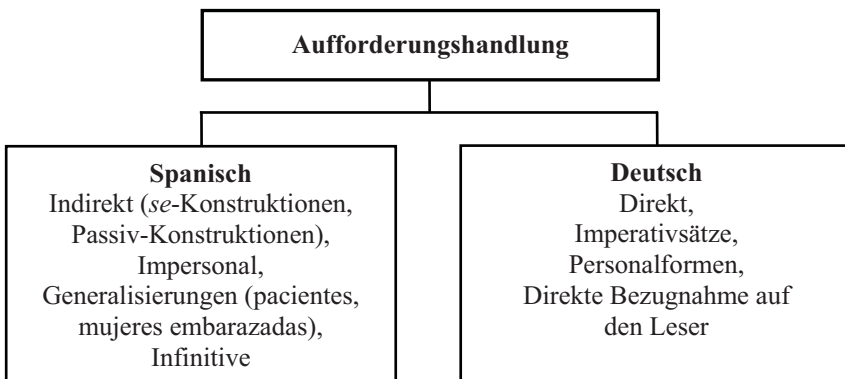 Aufforderungshandlung
Spanisch
Indirekt (se-Konstruktionen,
Passiv-Konstruktionen),
Impersonal,
Generalisierungen (pacientes,
mujeres embarazadas),
Infinitive
Deutsch
Direkt,
Imperativsätze,
Personalformen,
Direkte Bezugnahme auf
den Leser